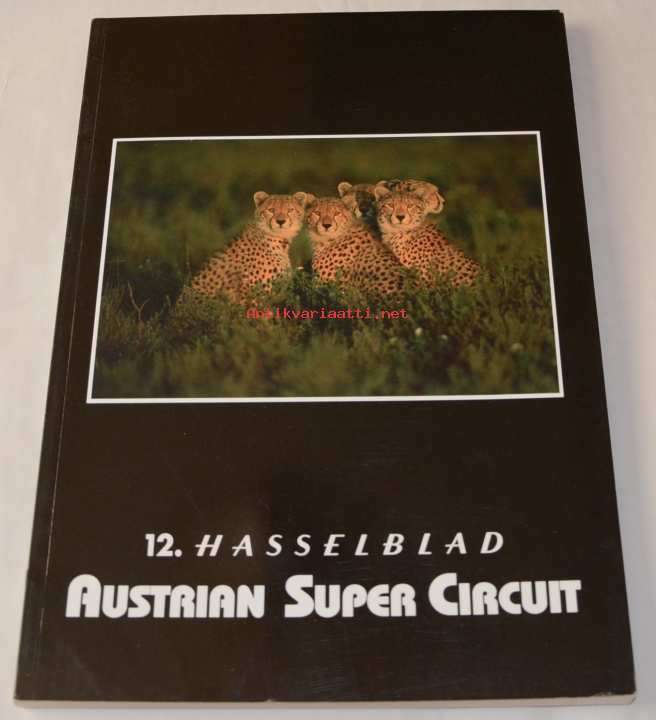 Antikvariaatti.net
12. HASSELBLAD
AUSTRIAN SUPER CIRCUIT